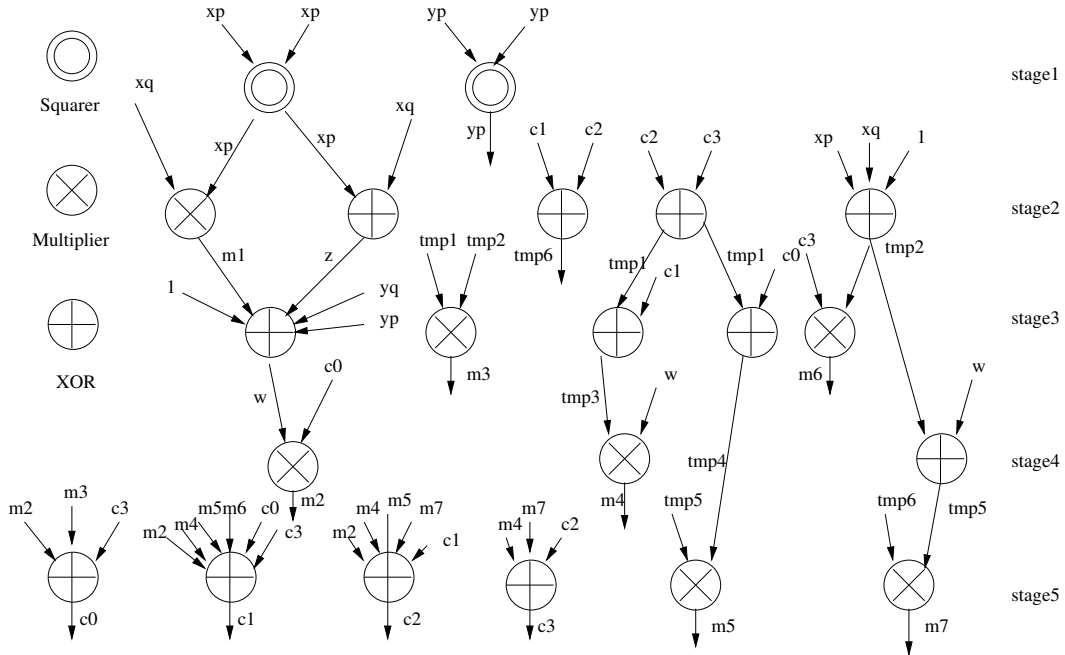 xp xp yp yp
stage1
xq
Squarer
xp xp xq yp
c1 c2 c2 c3 xp xq 1
stage2
Multiplier
m1 z tmp1 tmp2 tmp6 tmp1 c1 tmp1 c0 c3 tmp2
1 yq
yp
stage3
XOR
w c0 m3 tmp3 w m6 w
stage4
m2 m4 tmp4 tmp5 tmp6 tmp5
m2 m3 c3
m2 m4 m5 m6 c0 c3
m2 m4 m5 m7 c1
m4 m7 c2
stage5
c0 c1 c2 c3 m5 m7